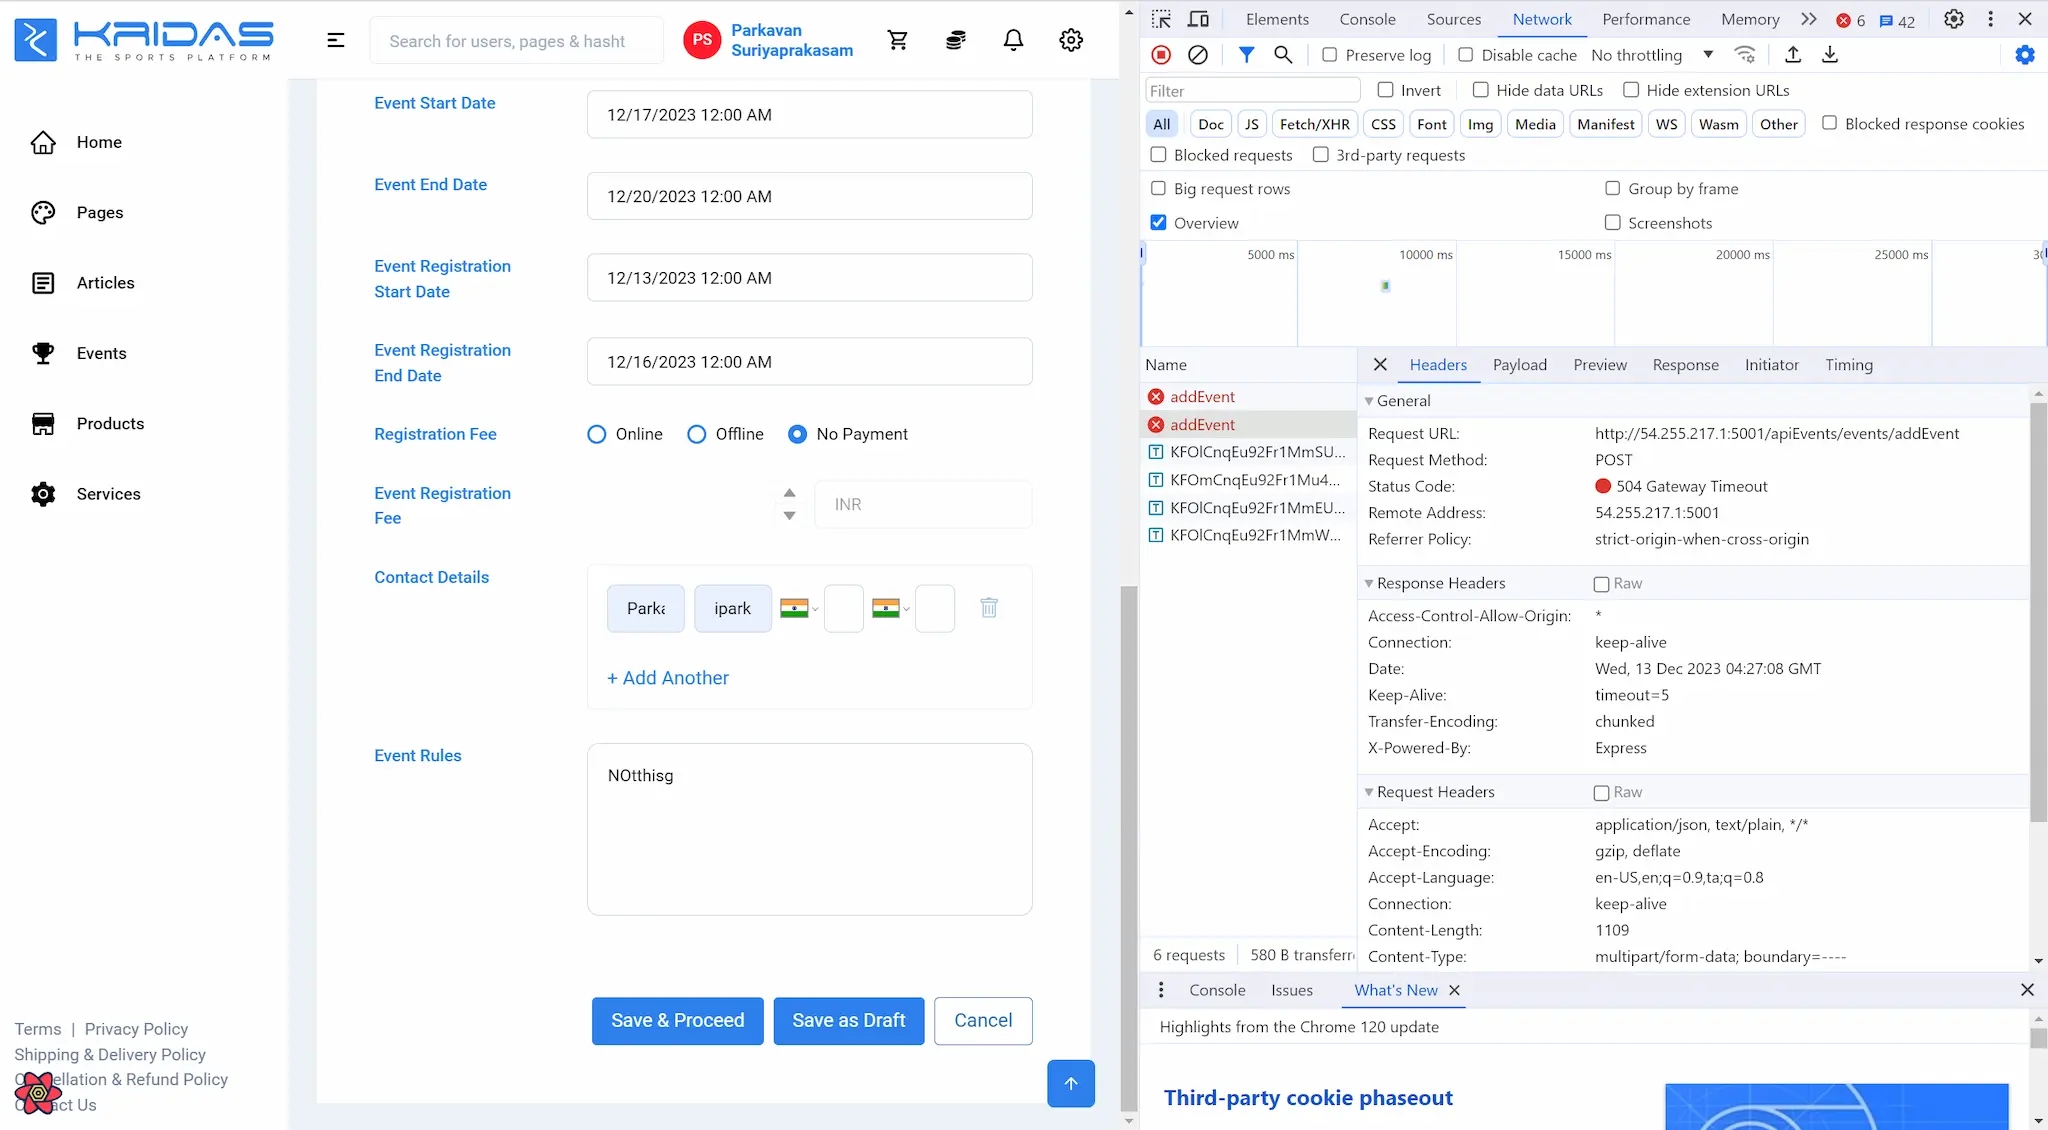 KRIDAS
THE SPORTS PLATFORM
Search for users, pages & hasht
PS
Parkavan
Suriyaprakasam
Home
Pages
Articles
Events
Products
Services
Terms | Privacy Policy
Shipping & Delivery Policy
ellation & Refund Policy
act Us
Event Start Date
12/17/2023 12:00 AM
Event End Date
12/20/2023 12:00 AM
Event Registration
Start Date
12/13/2023 12:00 AM
Event Registration
End Date
12/16/2023 12:00 AM
Registration Fee
Online
Offline
No Payment
Event Registration
Fee
INR
Contact Details
Parka
ipark
+ Add Another
Event Rules
NOtthisg
Save & Proceed
Save as Draft
Cancel
Elements
Console
Sources
Network
Performance
Memory
6
42
Preserve log
Disable cache
No throttling
Filter
Invert
Hide data URLs
Hide extension URLs
All
Doc
JS
Fetch/XHR
CSS
Font
Img
Media
Manifest
WS
Wasm
Other
Blocked response cookies
Blocked requests
3rd-party requests
Big request rows
Group by frame
Overview
Screenshots
5000 ms
10000 ms
15000 ms
20000 ms
25000 ms
Name
addEvent
addEvent
KFOlCnqEu92Fr1MmSU...
KFOmCnqEu92Fr1Mu4...
KFOlCnqEu92Fr1MmEU...
KFOlCnqEu92Fr1MmW...
6 requests
580 B transferr
Headers
Payload
Preview
Response
Initiator
Timing
General
Request URL: http://54.255.217.1:5001/apiEvents/events/addEvent
Request Method: POST
Status Code: 504 Gateway Timeout
Remote Address: 54.255.217.1:5001
Referrer Policy: strict-origin-when-cross-origin
Response Headers
Raw
Access-Control-Allow-Origin: *
Connection: keep-alive
Date: Wed, 13 Dec 2023 04:27:08 GMT
Keep-Alive: timeout=5
Transfer-Encoding: chunked
X-Powered-By: Express
Request Headers
Raw
Accept: application/json, text/plain, */*
Accept-Encoding: gzip, deflate
Accept-Language: en-US,en;q=0.9,ta;q=0.8
Connection: keep-alive
Content-Length: 1109
Content-Type: multipart/form-data; boundary=----
Console
Issues
What's New
Highlights from the Chrome 120 update
Third-party cookie phaseout